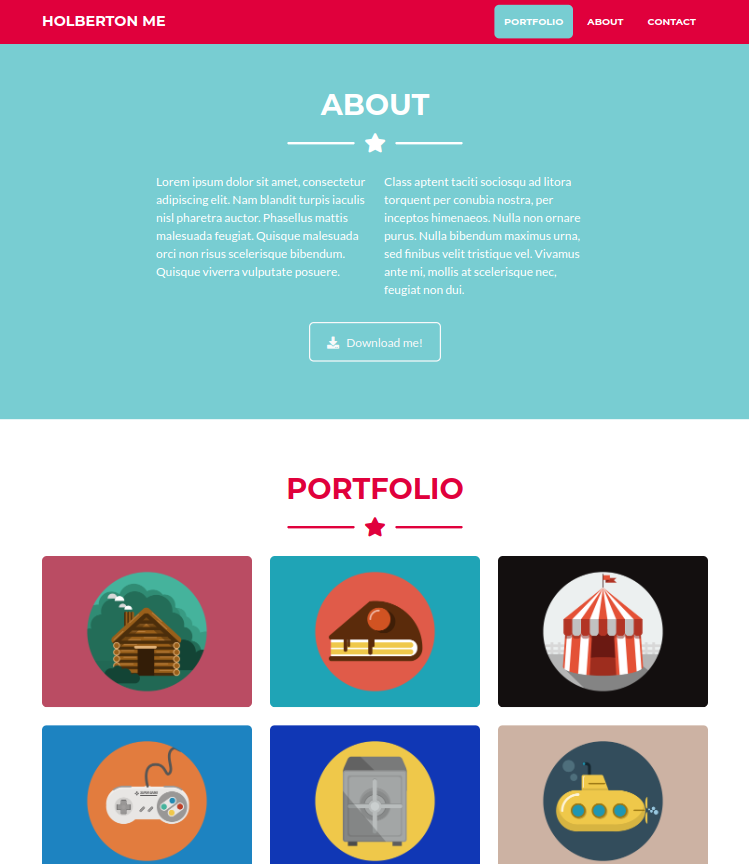 HOLBERTON ME
PORTFOLIO ABOUT CONTACT
ABOUT
Lorem ipsum dolor sit amet, consectetur
adipiscing elit. Nam blandit turpis iaculis
nisl pharetra auctor. Phasellus mattis
malesuada feugiat. Quisque malesuada
orci non risus scelerisque bibendum.
Quisque viverra vulputate posuere.
Class aptent taciti sociosqu ad litora
torquent per conubia nostra, per
inceptos himenaeos. Nulla non ornare
purus. Nulla bibendum maximus urna,
sed finibus velit tristique vel. Vivamus
ante mi, mollis at scelerisque nec,
feugiat non dui.
Download me!
PORTFOLIO